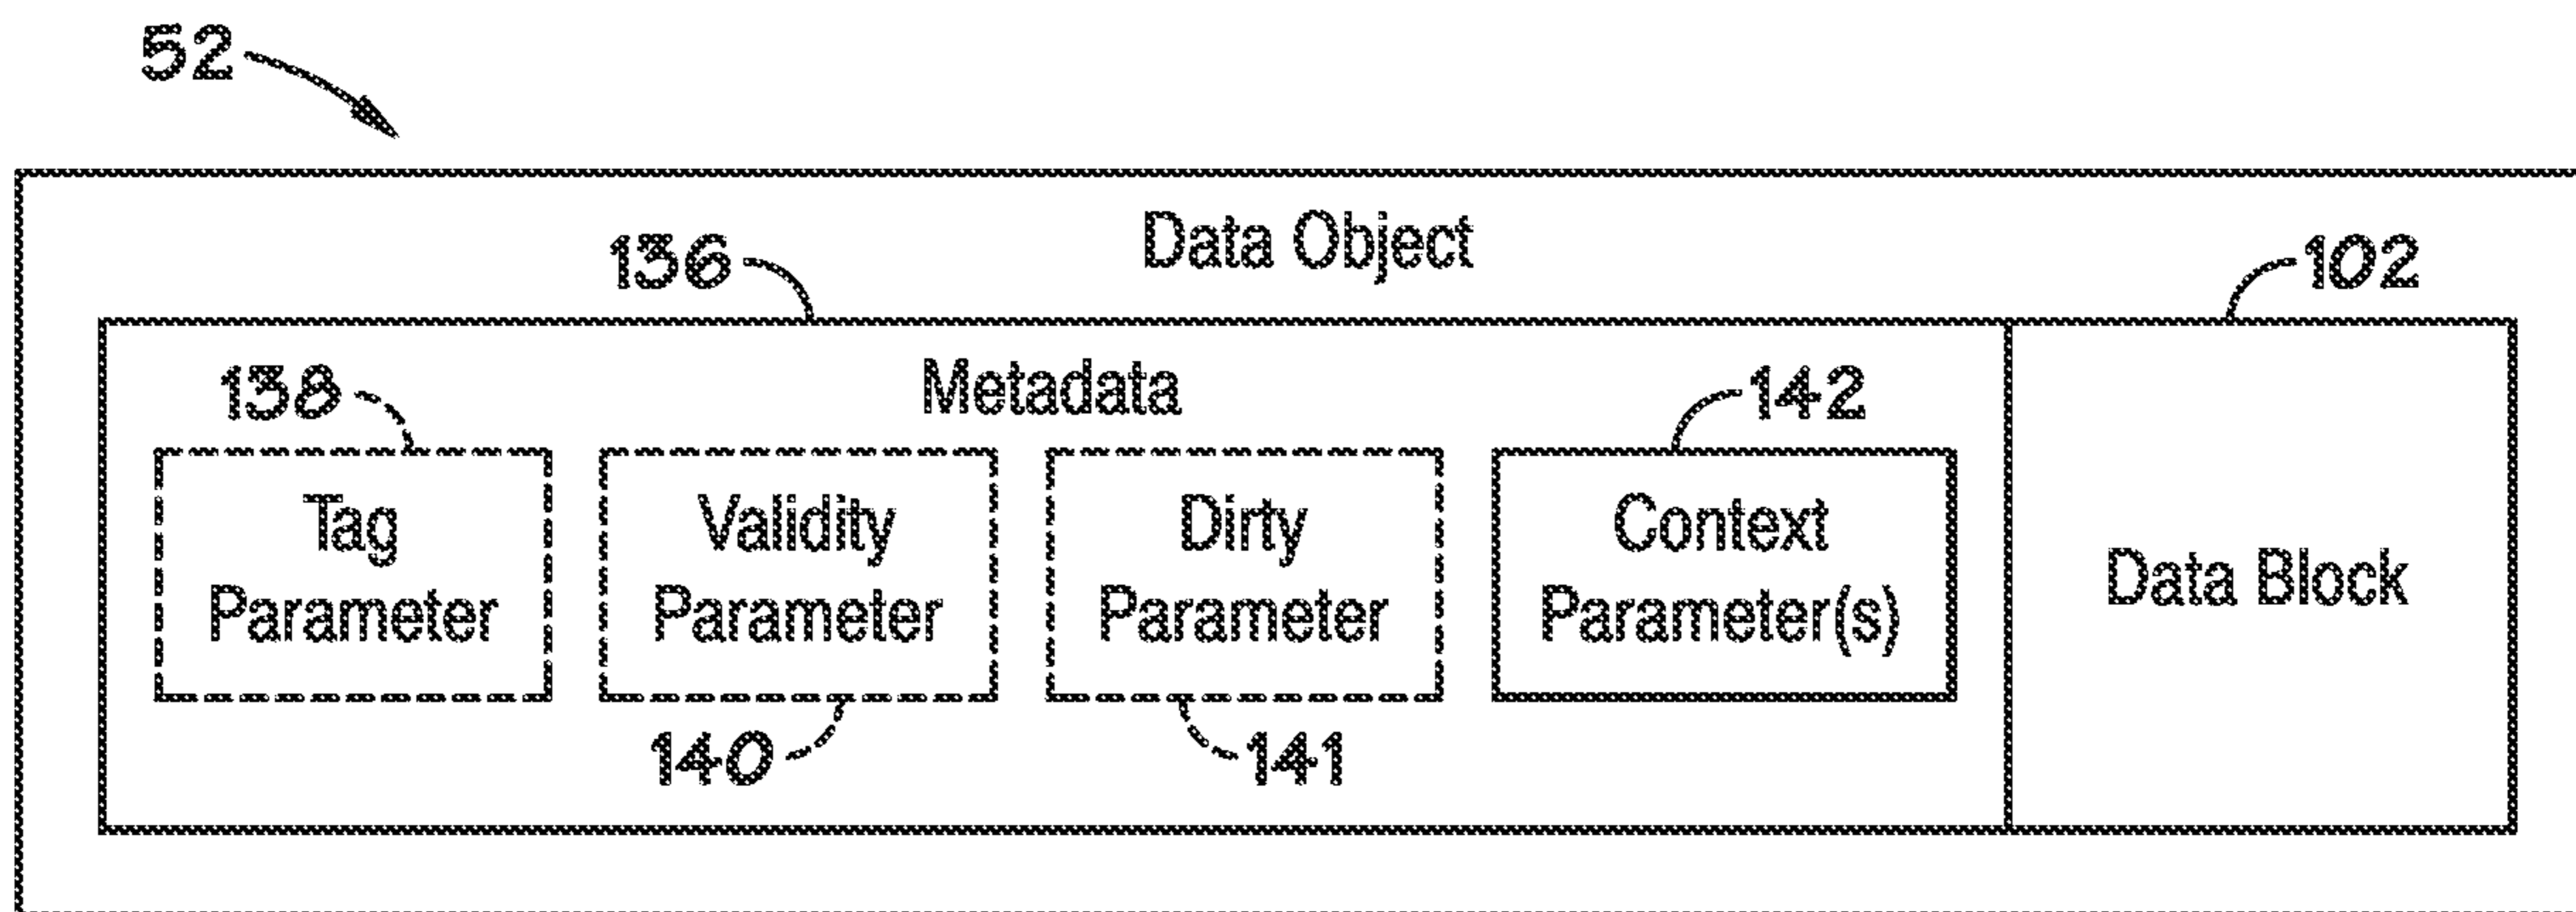 52
Data Object
136
102
Metadata
138
142
Tag
Parameter
Validity
Parameter
Dirty
Parameter
Context
Parameter(s)
Data Block
140
141